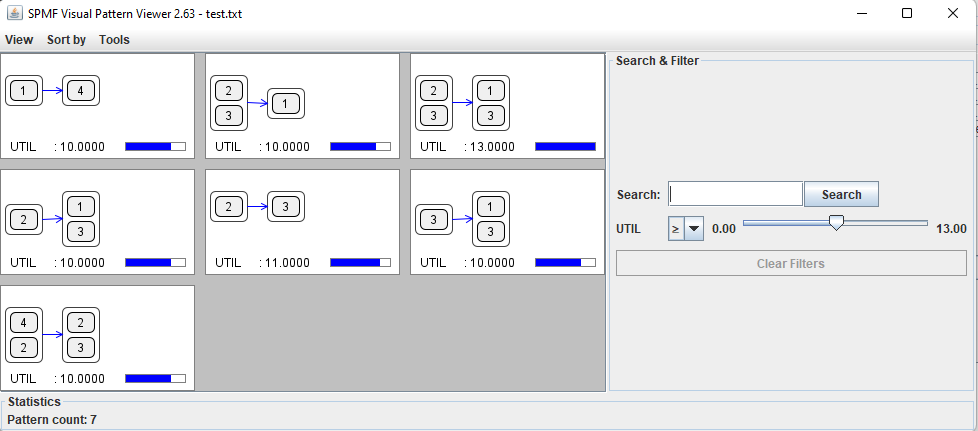 SPMF Visual Pattern Viewer 2.63 - test.txt
View Sort by Tools
1 4
UTIL : 10.0000
2 3 1
UTIL : 10.0000
2 3 1 3
UTIL : 13.0000
2 1 3
UTIL : 10.0000
2 3
UTIL : 11.0000
3 1 3
UTIL : 10.0000
4 2 2 3
UTIL : 10.0000
Search & Filter
Search: Search
UTIL ≥ 0.00 13.00
Clear Filters
Statistics
Pattern count: 7